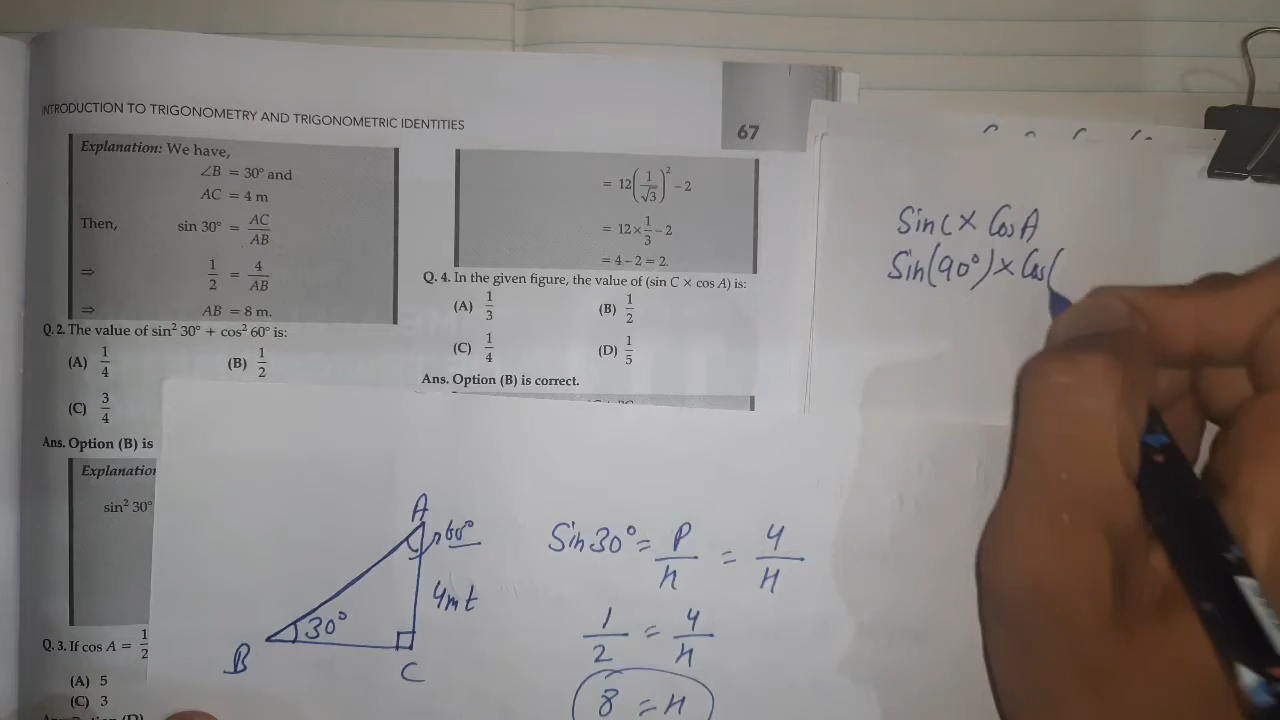 INTRODUCTION TO TRIGONOMETRY AND TRIGONOMETRIC IDENTITIES
67
Explanation: We have,
∠B = 30° and
AC = 4 m
Then, sin 30° = AC/AB
⇒ 1/2 = 4/AB
⇒ AB = 8 m.
Q. 2. The value of sin² 30° + cos² 60° is:
(A) 1/4 (B) 1/2
(C) 3/4
Ans. Option (B) is
Explanation
sin² 30°
Q. 3. If cos A = 1/2
(A) 5
(C) 3
= 12(1/√3)² – 2
= 12 × 1/3 – 2
= 4 – 2 = 2.
Q. 4. In the given figure, the value of (sin C × cos A) is:
(A) 1/3 (B) 1/2
(C) 1/4 (D) 1/5
Ans. Option (B) is correct.
Sin C × Cos A
Sin(90°) × Cos(
A
60°
4mt
30°
B
C
Sin 30° = P/H = 4/H
1/2 = 4/H
8 = H